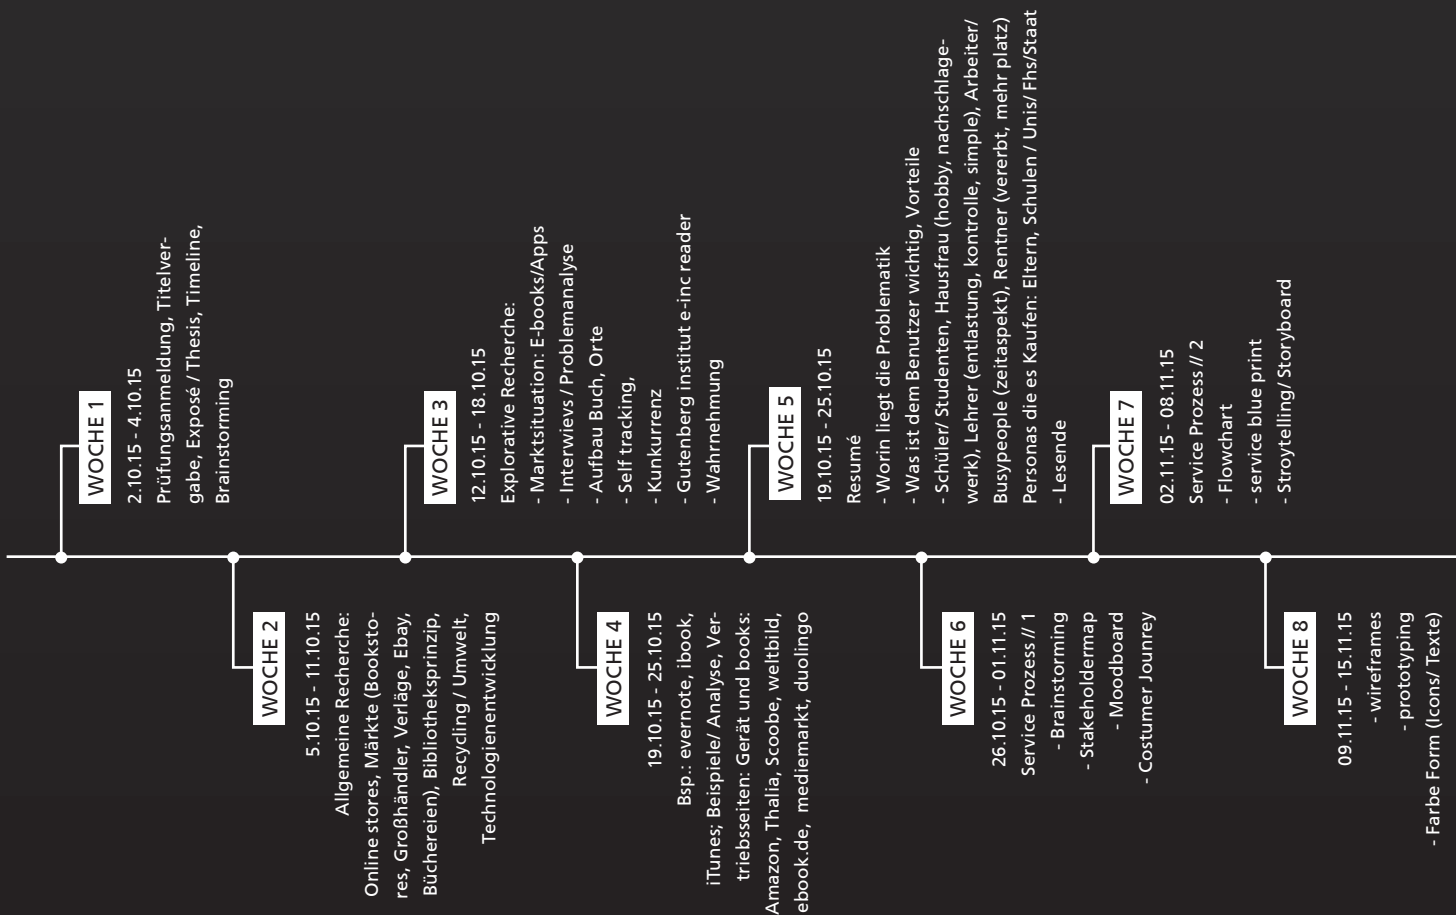 WOCHE 1
2.10.15 - 4.10.15
Prüfungsanmeldung, Titelver-
gabe, Exposé / Thesis, Timeline,
Brainstorming
WOCHE 2
5.10.15 - 11.10.15
Allgemeine Recherche:
Online stores, Märkte (Booksto-
res, Großhändler, Verläge, Ebay,
Büchereien), Bibliotheksprinzip,
Recycling / Umwelt,
Technologienentwicklung
WOCHE 3
12.10.15 - 18.10.15
Explorative Recherche:
- Marktsituation: E-books/Apps
- Interwievs / Problemanalyse
- Aufbau Buch, Orte
- Self tracking,
- Kunkurrenz
- Gutenberg institut e-inc reader
- Wahrnehmung
WOCHE 4
19.10.15 - 25.10.15
Bsp.: evernote, ibook,
iTunes; Beispiele/ Analyse, Ver-
triebsseiten: Gerät und books:
Amazon, Thalia, Scoobe, weltbild,
ebook.de, mediemarkt, duolingo
WOCHE 5
19.10.15 - 25.10.15
Resumé
- Worin liegt die Problematik
- Was ist dem Benutzer wichtig, Vorteile
- Schüler/ Studenten, Hausfrau (hobby, nachschlage-
werk), Lehrer (entlastung, kontrolle, simple), Arbeiter/
Busypeople (zeitaspekt), Rentner (vererbt, mehr platz)
Personas die es Kaufen: Eltern, Schulen / Unis/ Fhs/Staat
- Lesende
WOCHE 6
26.10.15 - 01.11.15
Service Prozess // 1
- Brainstorming
- Stakeholdermap
- Moodboard
- Costumer Jounrey
WOCHE 7
02.11.15 - 08.11.15
Service Prozess // 2
- Flowchart
- service blue print
- Stroytelling/ Storyboard
WOCHE 8
09.11.15 - 15.11.15
- wireframes
- prototyping
- Farbe Form (Icons/ Texte)